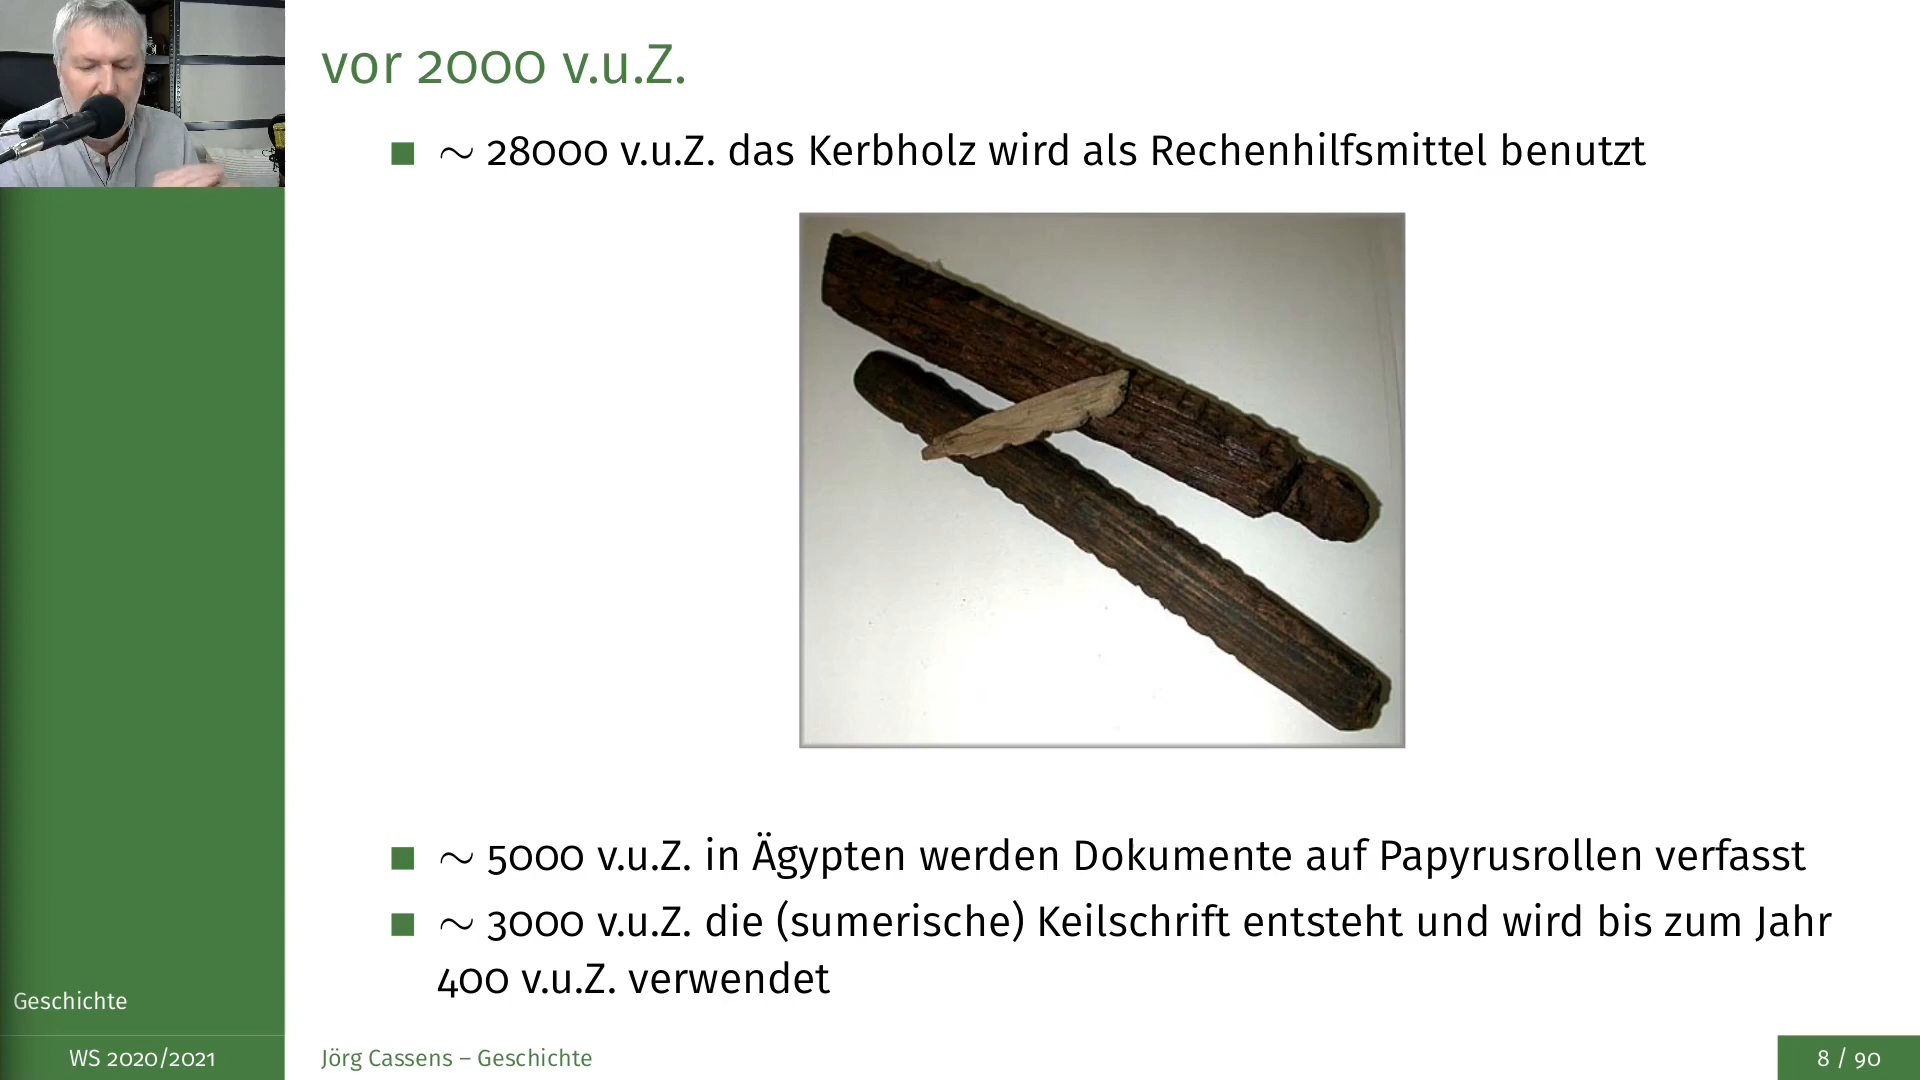 vor 2000 v.u.Z.
∼ 28000 v.u.Z. das Kerbholz wird als Rechenhilfsmittel benutzt
∼ 5000 v.u.Z. in Ägypten werden Dokumente auf Papyrusrollen verfasst
∼ 3000 v.u.Z. die (sumerische) Keilschrift entsteht und wird bis zum Jahr
400 v.u.Z. verwendet
Geschichte
WS 2020/2021
Jörg Cassens – Geschichte
8 / 90